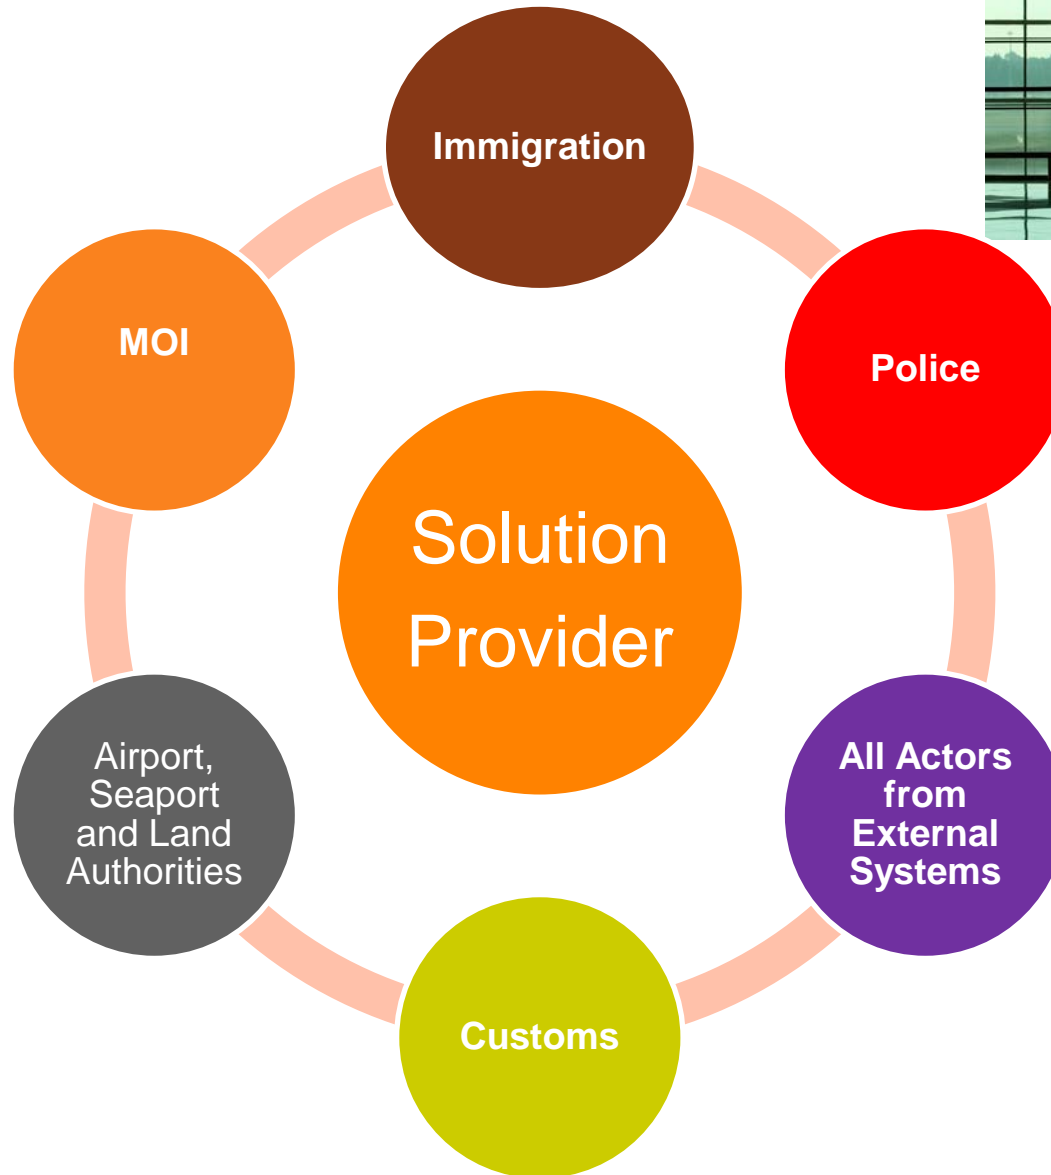 Immigration
MOI
Police
Solution
Provider
Airport,
Seaport
and Land
Authorities
All Actors
from
External
Systems
Customs